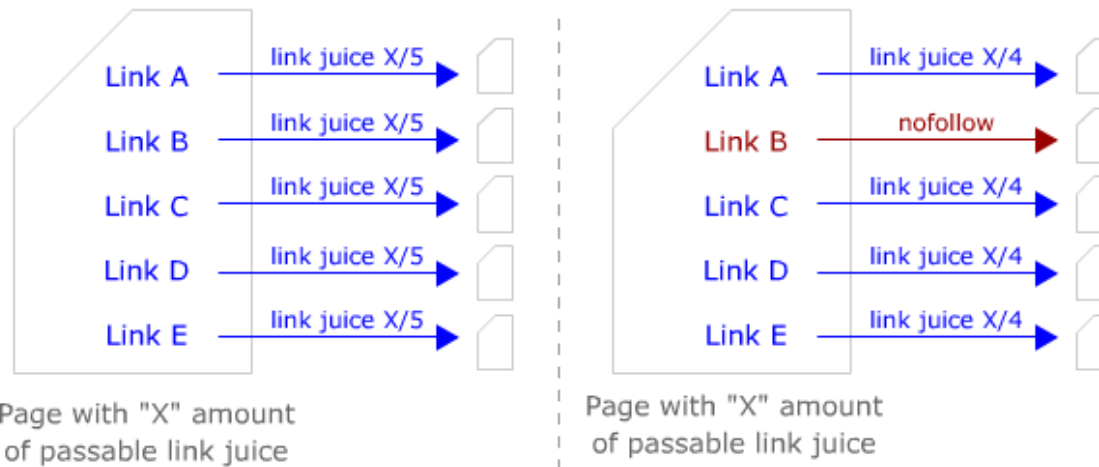 Link A link juice X/5
Link B link juice X/5
Link C link juice X/5
Link D link juice X/5
Link E link juice X/5
Page with "X" amount
of passable link juice
Link A link juice X/4
Link B nofollow
Link C link juice X/4
Link D link juice X/4
Link E link juice X/4
Page with "X" amount
of passable link juice